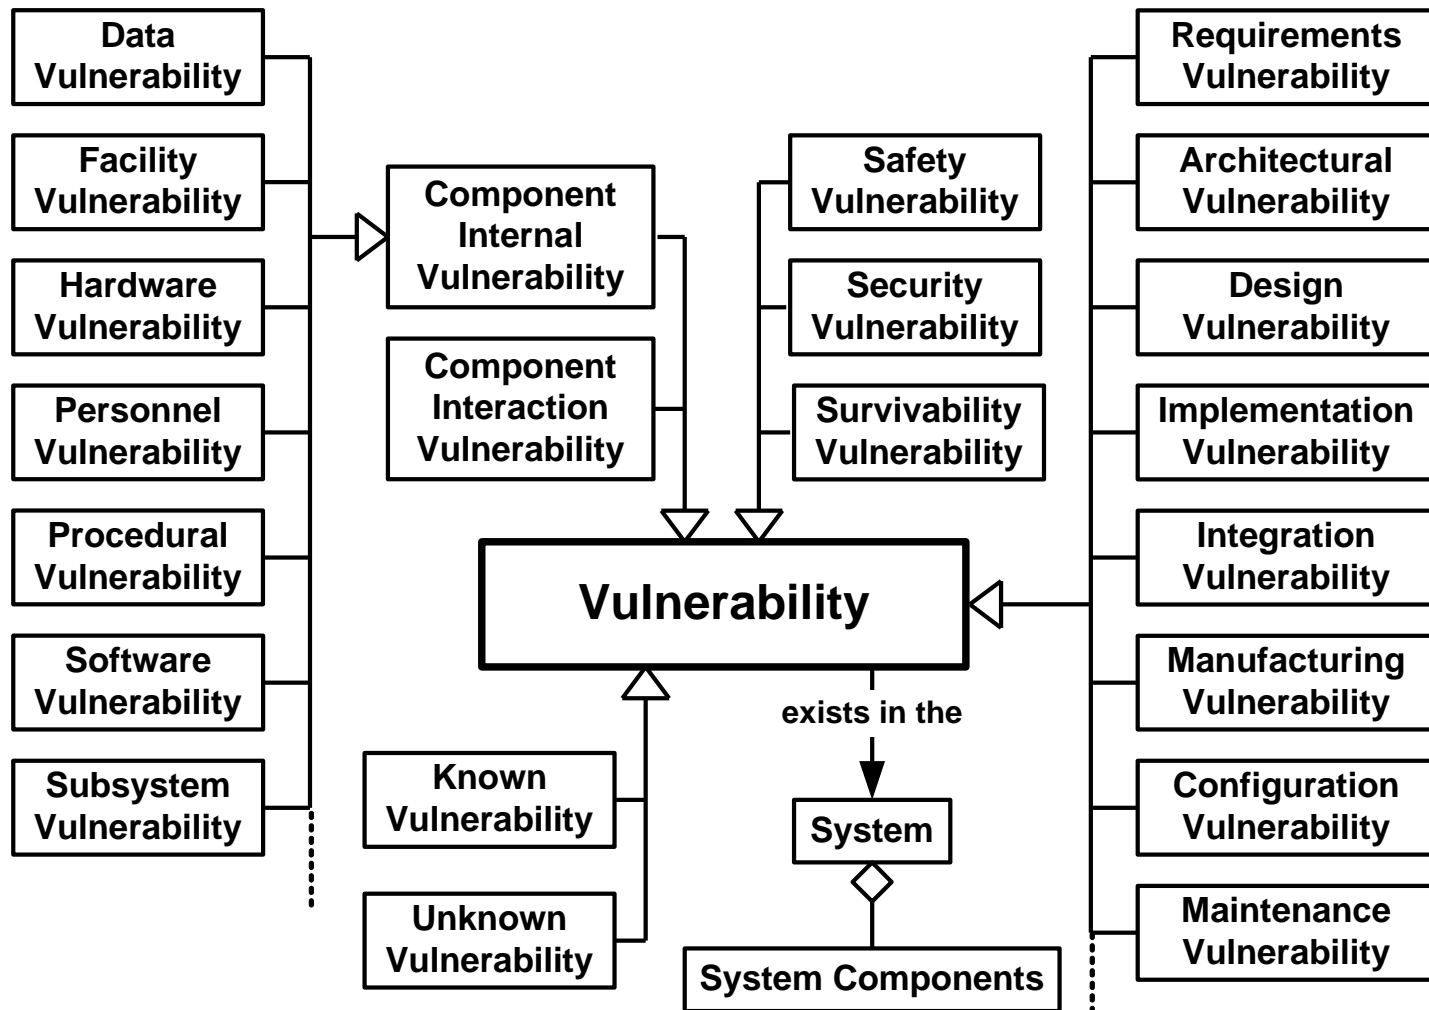 Data
Vulnerability
Facility
Vulnerability
Hardware
Vulnerability
Personnel
Vulnerability
Procedural
Vulnerability
Software
Vulnerability
Subsystem
Vulnerability
Component
Internal
Vulnerability
Component
Interaction
Vulnerability
Safety
Vulnerability
Security
Vulnerability
Survivability
Vulnerability
Vulnerability
exists in the
Known
Vulnerability
Unknown
Vulnerability
System
System Components
Requirements
Vulnerability
Architectural
Vulnerability
Design
Vulnerability
Implementation
Vulnerability
Integration
Vulnerability
Manufacturing
Vulnerability
Configuration
Vulnerability
Maintenance
Vulnerability